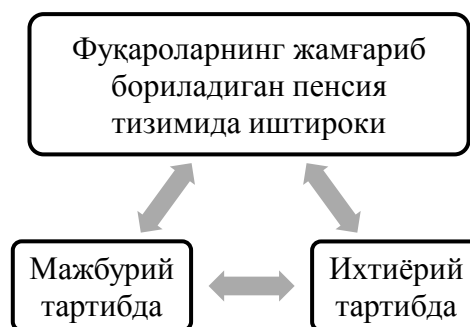 Фуқароларнинг жамғариб
бориладиган пенсия
тизимида иштироки
Мажбурий
тартибда
Ихтиёрий
тартибда